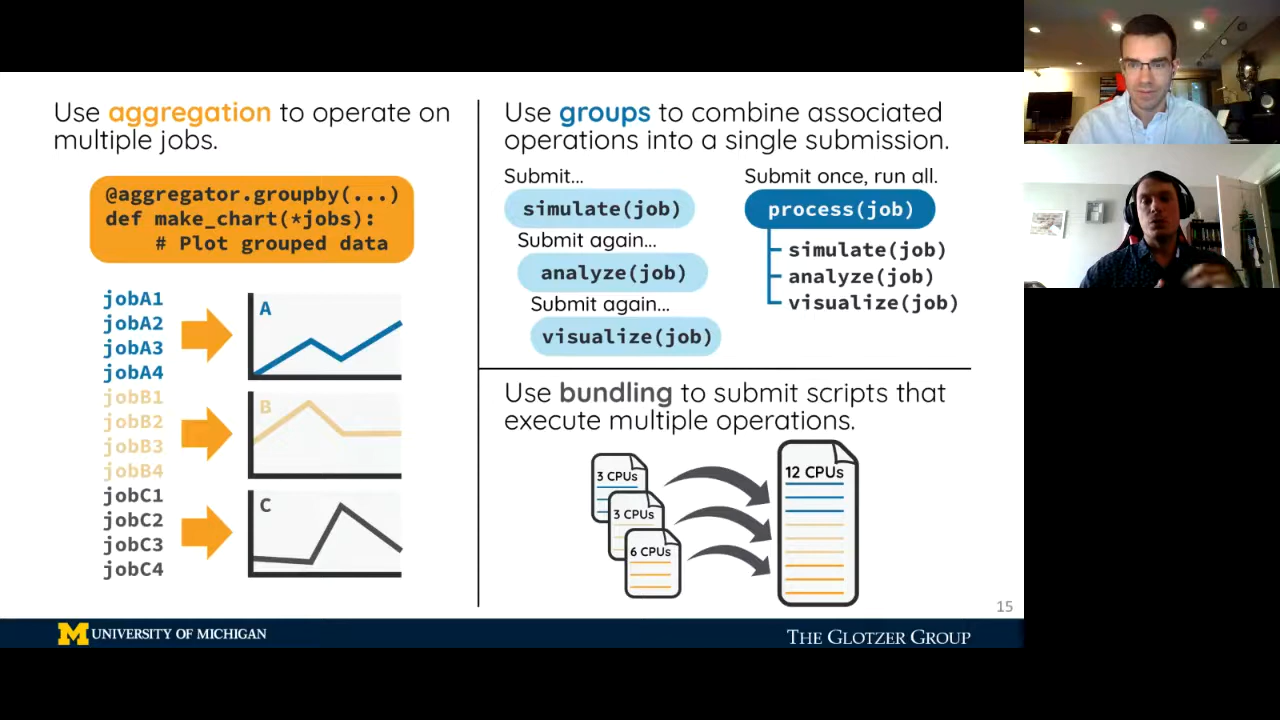 Use aggregation to operate on
multiple jobs.
@aggregator.groupby(...)
def make_chart(*jobs):
# Plot grouped data
jobA1
jobA2
jobA3
jobA4
jobB1
jobB2
jobB3
jobB4
jobC1
jobC2
jobC3
jobC4
A
B
C
Use groups to combine associated
operations into a single submission.
Submit...
simulate(job)
Submit again...
analyze(job)
Submit again...
visualize(job)
Submit once, run all.
process(job)
simulate(job)
analyze(job)
visualize(job)
Use bundling to submit scripts that
execute multiple operations.
3 CPUs
3 CPUs
6 CPUs
12 CPUs
15
M UNIVERSITY OF MICHIGAN
THE GLOTZER GROUP